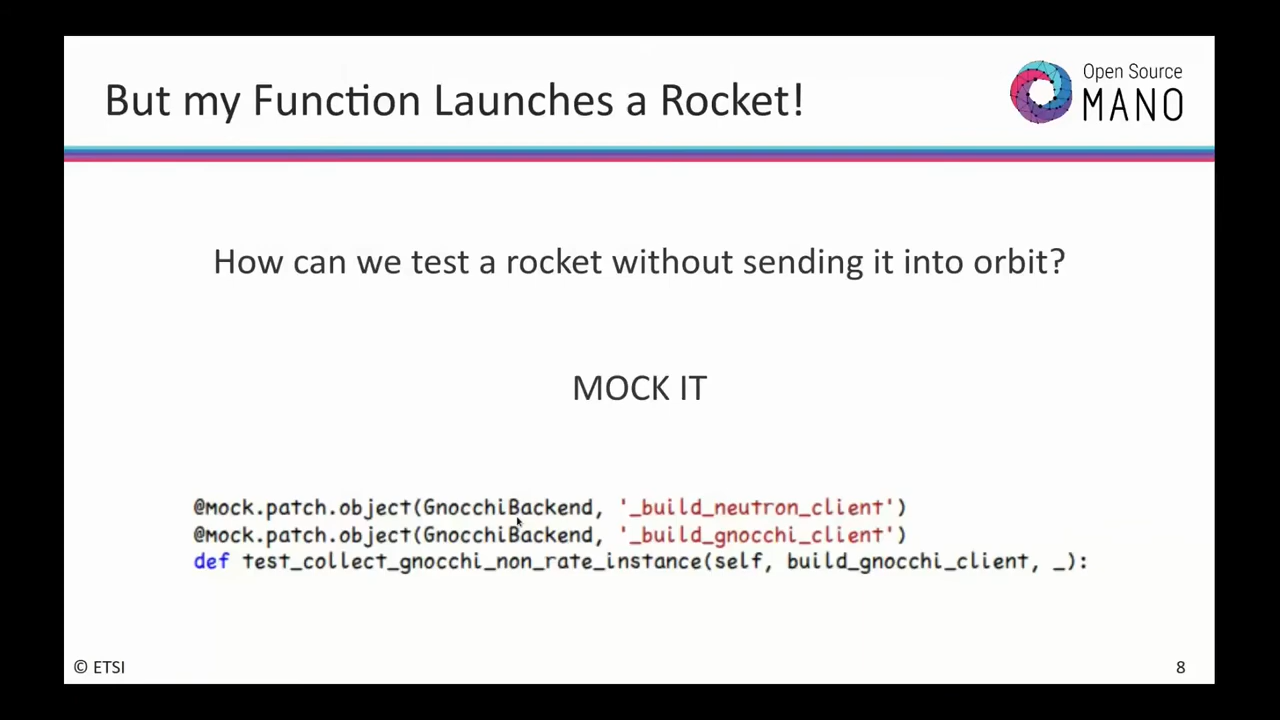 But my Function Launches a Rocket!
Open Source
MANO
How can we test a rocket without sending it into orbit?
MOCK IT
@mock.patch.object(GnocchiBackend, '_build_neutron_client')
@mock.patch.object(GnocchiBackend, '_build_gnocchi_client')
def test_collect_gnocchi_non_rate_instance(self, build_gnocchi_client, _):
© ETSI
8